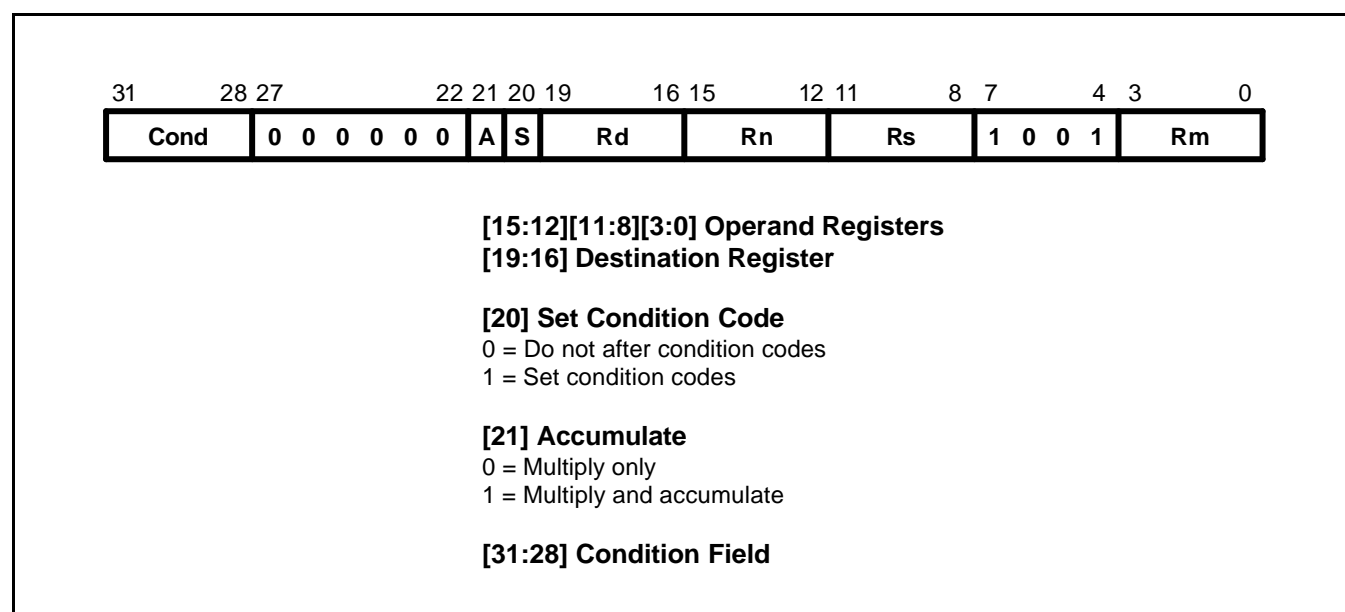 31 28 27 22 21 20 19 16 15 12 11 8 7 4 3 0
Cond 0 0 0 0 0 0 A S Rd Rn Rs 1 0 0 1 Rm
[15:12][11:8][3:0] Operand Registers
[19:16] Destination Register
[20] Set Condition Code
0 = Do not after condition codes
1 = Set condition codes
[21] Accumulate
0 = Multiply only
1 = Multiply and accumulate
[31:28] Condition Field